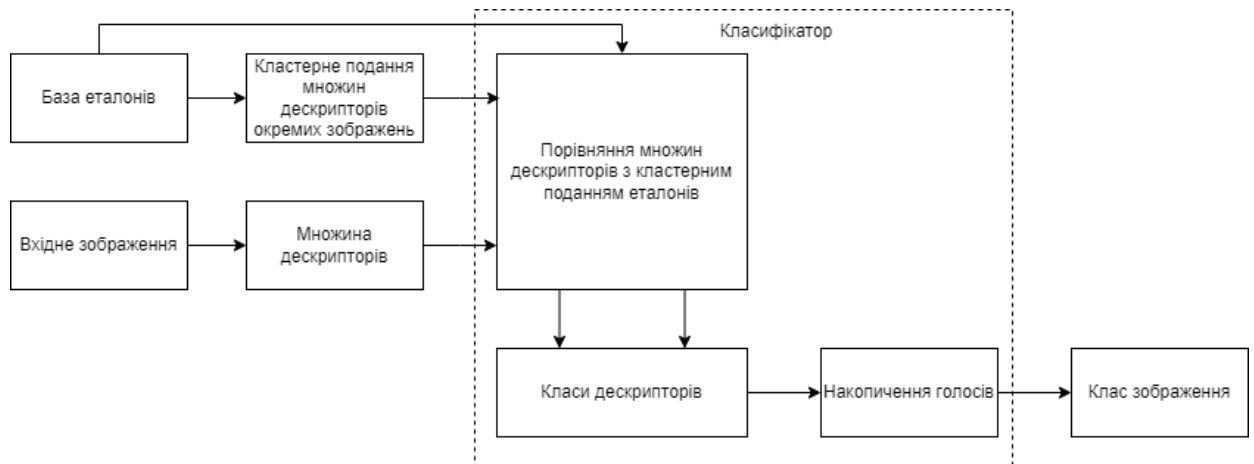 Класифікатор
База еталонів
Кластерне подання
множин
дескрипторів
окремих зображень
Порівняння множин
дескрипторів з кластерним
поданням еталонів
Вхідне зображення
Множина
дескрипторів
Класи дескрипторів
Накопичення голосів
Клас зображення